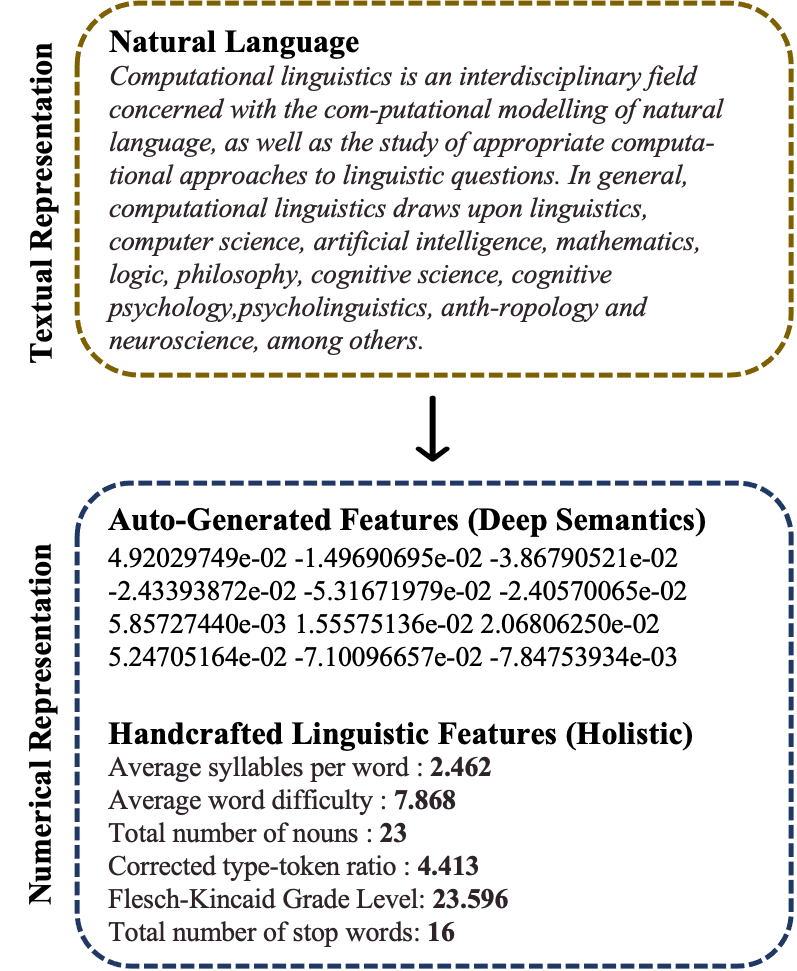 Textual Representation
Natural Language
Computational linguistics is an interdisciplinary field
concerned with the com-putational modelling of natural
language, as well as the study of appropriate computa-
tional approaches to linguistic questions. In general,
computational linguistics draws upon linguistics,
computer science, artificial intelligence, mathematics,
logic, philosophy, cognitive science, cognitive
psychology,psycholinguistics, anth-ropology and
neuroscience, among others.
Numerical Representation
Auto-Generated Features (Deep Semantics)
4.92029749e-02 -1.49690695e-02 -3.86790521e-02
-2.43393872e-02 -5.31671979e-02 -2.40570065e-02
5.85727440e-03 1.55575136e-02 2.06806250e-02
5.24705164e-02 -7.10096657e-02 -7.84753934e-03
Handcrafted Linguistic Features (Holistic)
Average syllables per word : 2.462
Average word difficulty : 7.868
Total number of nouns : 23
Corrected type-token ratio : 4.413
Flesch-Kincaid Grade Level: 23.596
Total number of stop words: 16